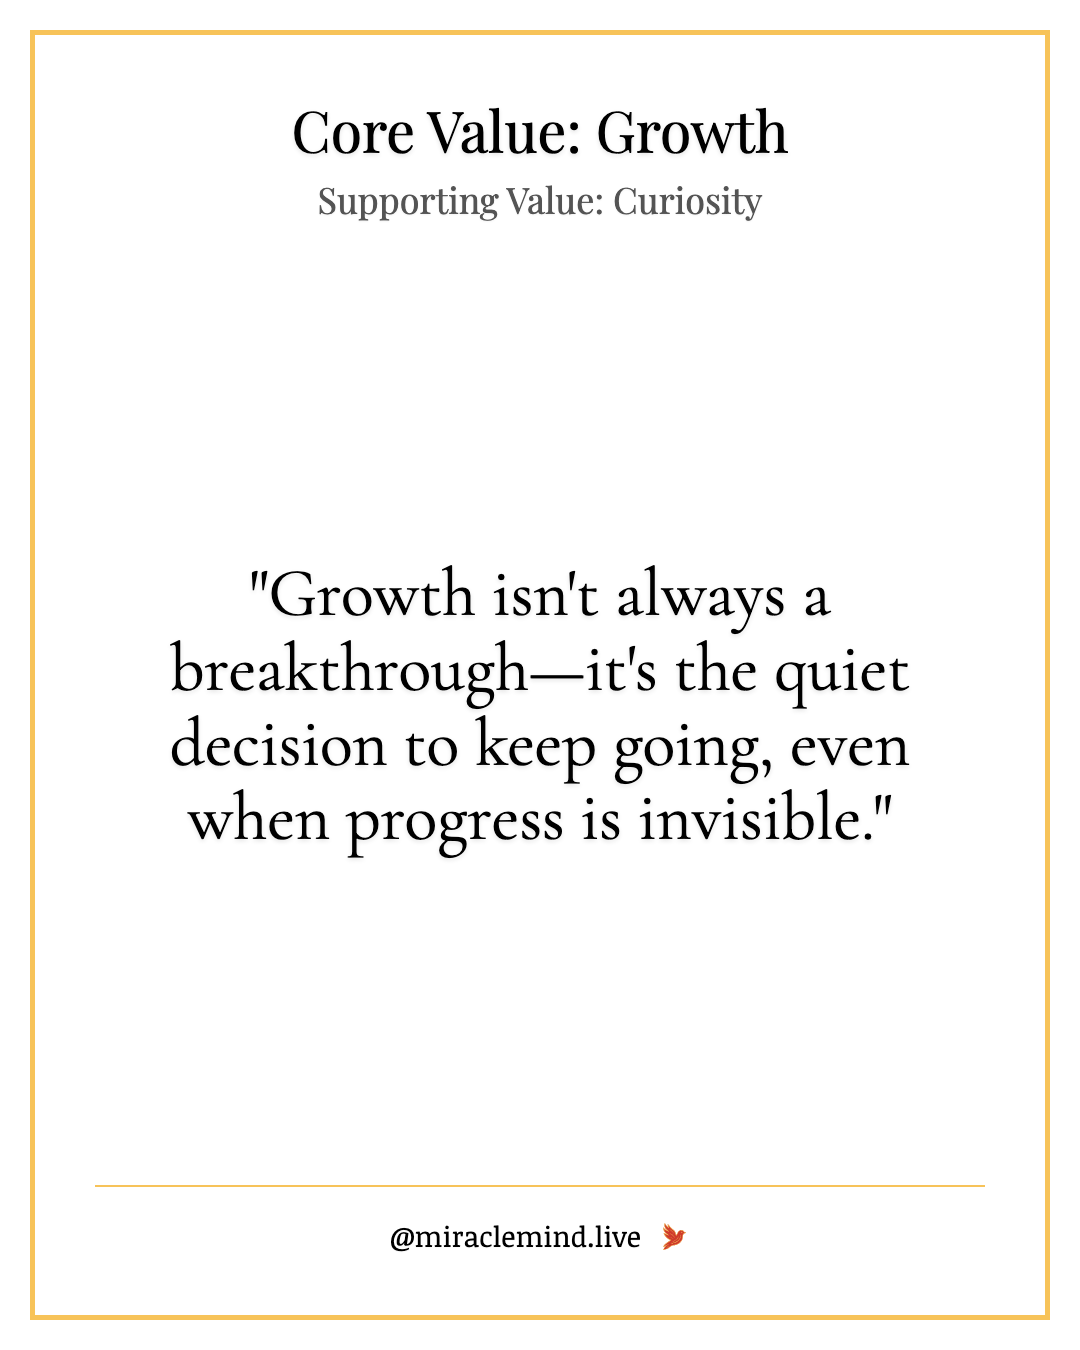 Core Value: Growth
Supporting Value: Curiosity
"Growth isn't always a
breakthrough—it's the quiet
decision to keep going, even
when progress is invisible."
@miraclemind.live